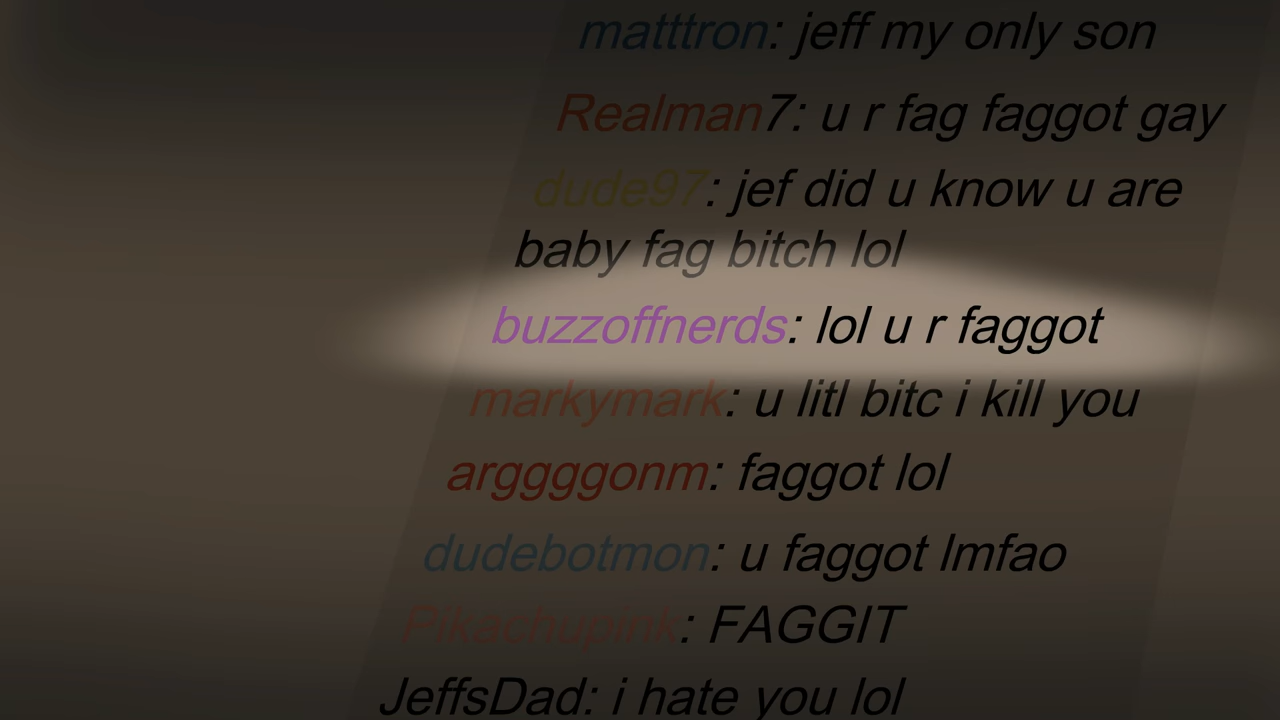 matttron: jeff my only son
Realman7: u r fag faggot gay
dude97: jef did u know u are
baby fag bitch lol
buzzoffnerds: lol u r faggot
markymark: u litl bitc i kill you
arggggonm: faggot lol
dudebotmon: u faggot lmfao
Pikachupink: FAGGIT
JeffsDad: i hate you lol